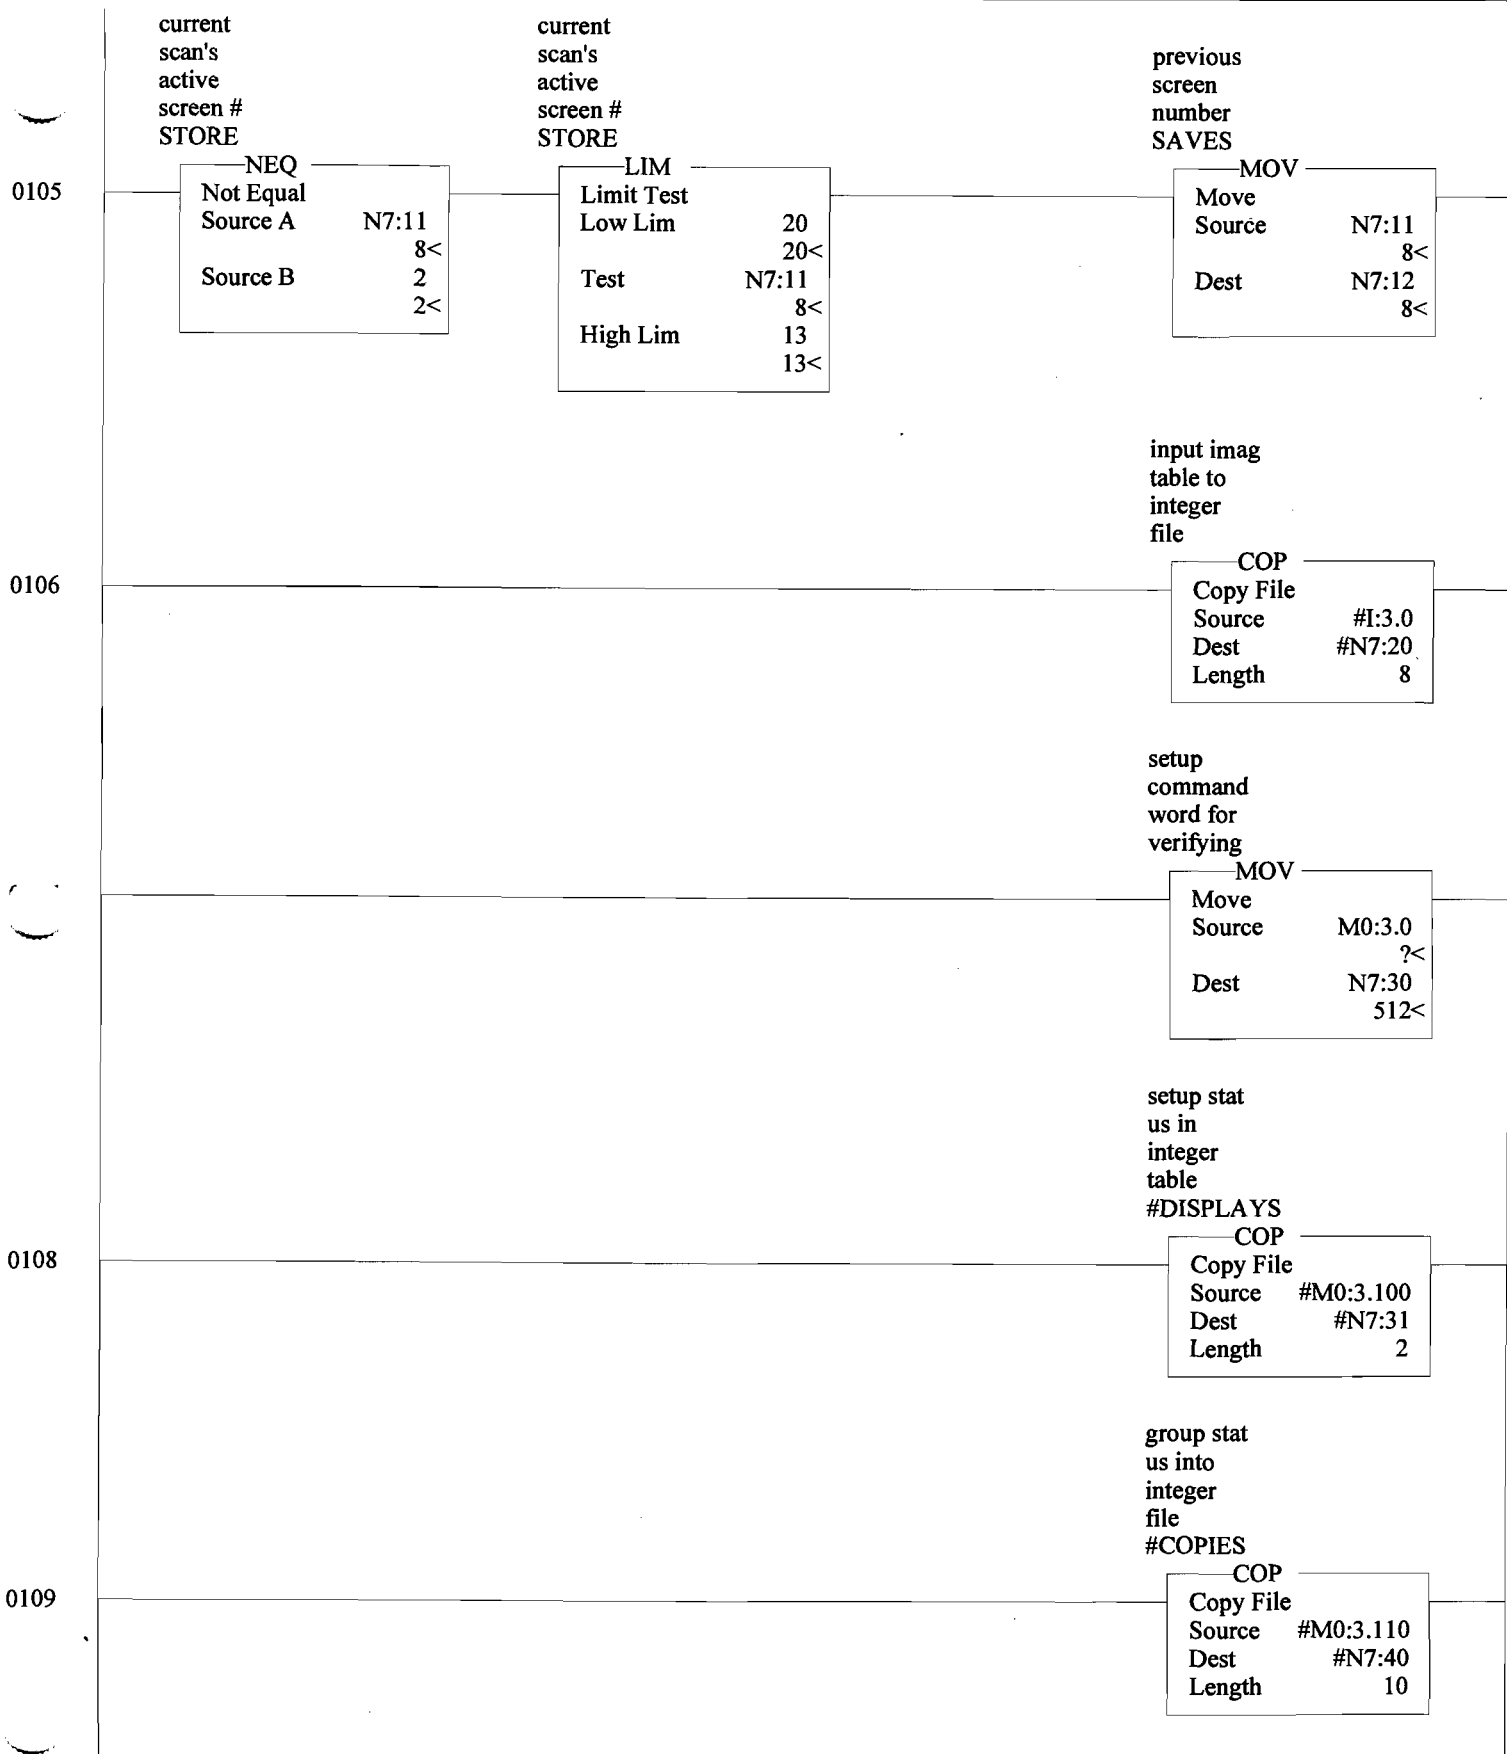 current
scan's
active
screen #
STORE
current
scan's
active
screen #
STORE
previous
screen
number
SAVES
0105
NEQ
Not Equal
Source A N7:11
8<
Source B 2
2<
LIM
Limit Test
Low Lim 20
20<
Test N7:11
8<
High Lim 13
13<
MOV
Move
Source N7:11
8<
Dest N7:12
8<
input imag
table to
integer
file
0106
COP
Copy File
Source #I:3.0
Dest #N7:20
Length 8
setup
command
word for
verifying
MOV
Move
Source M0:3.0
?<
Dest N7:30
512<
setup stat
us in
integer
table
#DISPLAYS
0108
COP
Copy File
Source #M0:3.100
Dest #N7:31
Length 2
group stat
us into
integer
file
#COPIES
0109
COP
Copy File
Source #M0:3.110
Dest #N7:40
Length 10